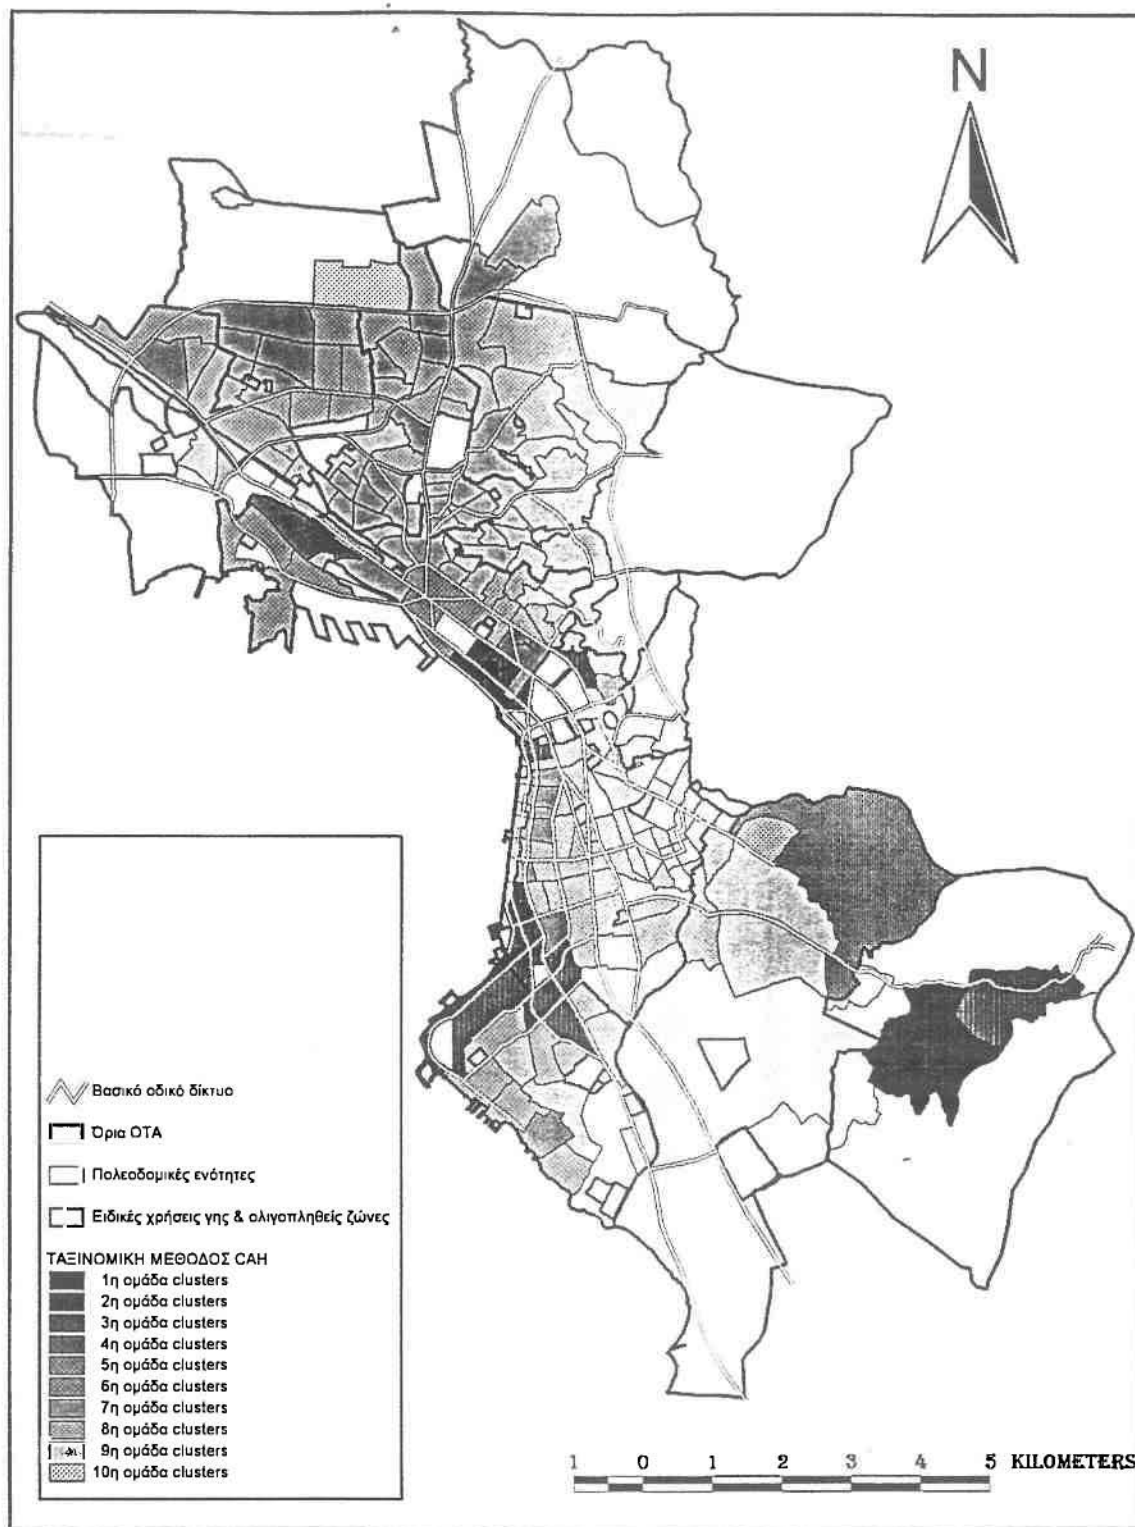 N
Βασικό οδικό δίκτυο
Όρια ΟΤΑ
Πολεοδομικές ενότητες
Ειδικές χρήσεις γης & ολιγοπληθείς ζώνες
ΤΑΞΙΝΟΜΙΚΗ ΜΕΘΟΔΟΣ CAH
1η ομάδα clusters
2η ομάδα clusters
3η ομάδα clusters
4η ομάδα clusters
5η ομάδα clusters
6η ομάδα clusters
7η ομάδα clusters
8η ομάδα clusters
9η ομάδα clusters
10η ομάδα clusters
1 0 1 2 3 4 5 KILOMETERS